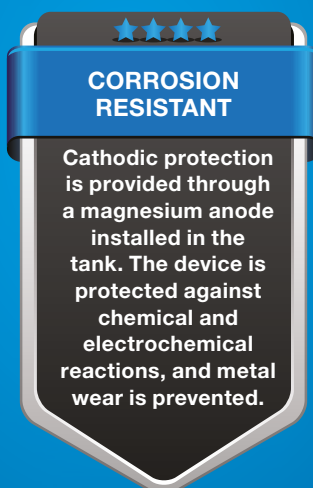 CORROSION
RESISTANT
Cathodic protection
is provided through
a magnesium anode
installed in the
tank. The device is
protected against
chemical and
electrochemical
reactions, and metal
wear is prevented.